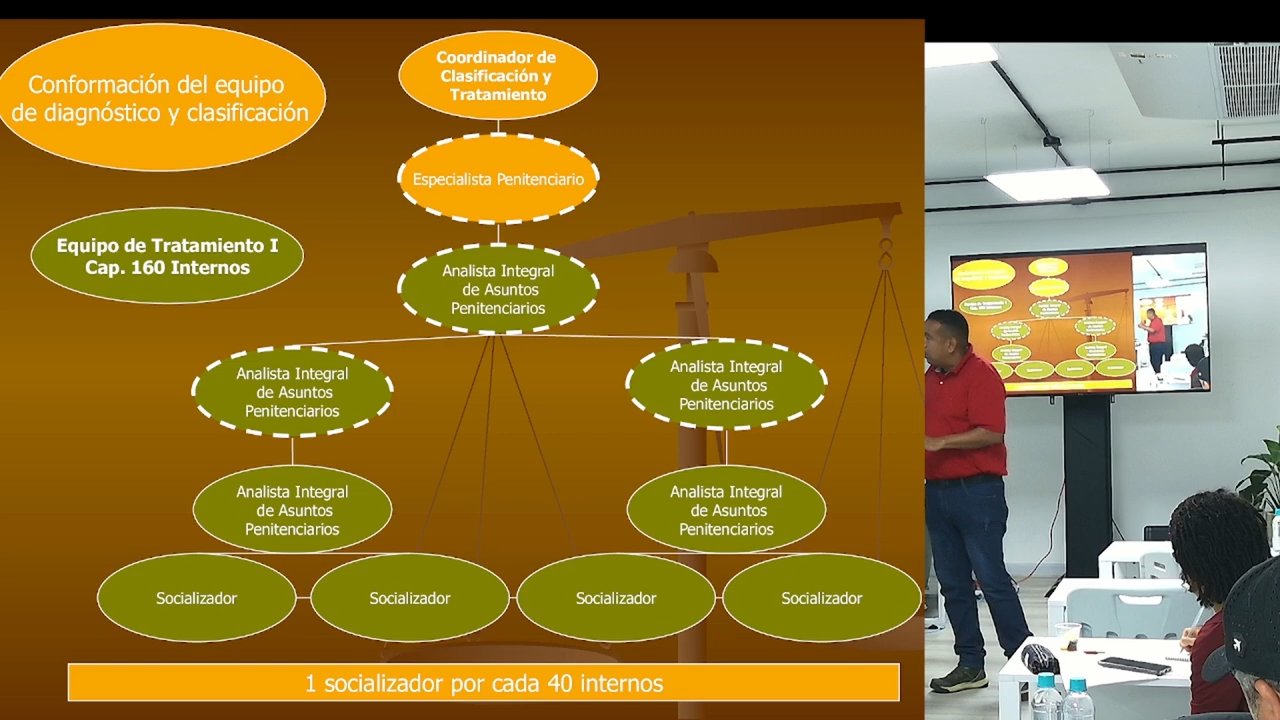 Conformación del equipo
de diagnóstico y clasificación
Coordinador de
Clasificación y
Tratamiento
Especialista Penitenciario
Equipo de Tratamiento I
Cap. 160 Internos
Analista Integral
de Asuntos
Penitenciarios
Analista Integral
de Asuntos
Penitenciarios
Analista Integral
de Asuntos
Penitenciarios
Analista Integral
de Asuntos
Penitenciarios
Analista Integral
de Asuntos
Penitenciarios
Socializador
Socializador
Socializador
Socializador
1 socializador por cada 40 internos